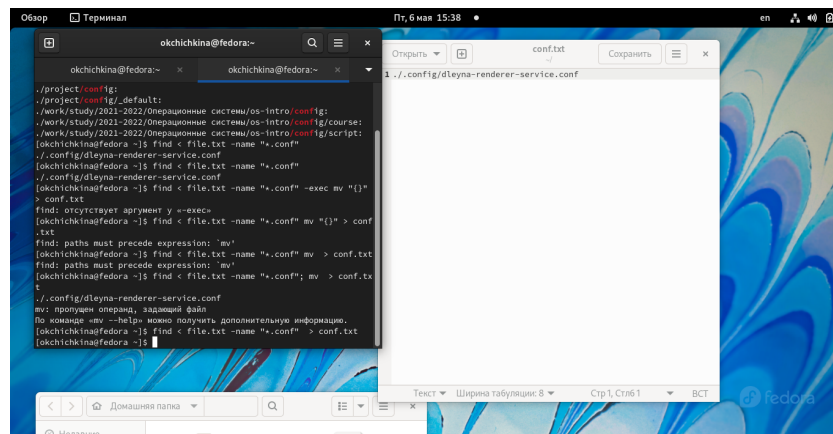 Обзор
Терминал
Пт, 6 мая 15:38
en
okchichkina@fedora:~
okchichkina@fedora:~
okchichkina@fedora:~
./project/config:
./project/config/_default:
./work/study/2021-2022/Операционные системы/os-intro/config:
./work/study/2021-2022/Операционные системы/os-intro/config/course:
./work/study/2021-2022/Операционные системы/os-intro/config/script:
[okchichkina@fedora ~]$ find < file.txt -name "*.conf"
./.config/dleyna-renderer-service.conf
[okchichkina@fedora ~]$ find < file.txt -name "*.conf"
./.config/dleyna-renderer-service.conf
[okchichkina@fedora ~]$ find < file.txt -name "*.conf" -exec mv "{}"
> conf.txt
find: отсутствует аргумент у «-exec»
[okchichkina@fedora ~]$ find < file.txt -name "*.conf" mv "{}" > conf
.txt
find: paths must precede expression: `mv'
[okchichkina@fedora ~]$ find < file.txt -name "*.conf" mv  > conf.txt
find: paths must precede expression: `mv'
[okchichkina@fedora ~]$ find < file.txt -name "*.conf"; mv  > conf.tx
t
./.config/dleyna-renderer-service.conf
mv: пропущен операнд, задающий файл
По команде «mv --help» можно получить дополнительную информацию.
[okchichkina@fedora ~]$ find < file.txt -name "*.conf"  > conf.txt
[okchichkina@fedora ~]$
Открыть
conf.txt
~/
Сохранить
1 ./.config/dleyna-renderer-service.conf
Текст
Ширина табуляции: 8
Стр 1, Стлб 1
ВСТ
Домашняя папка
fedora